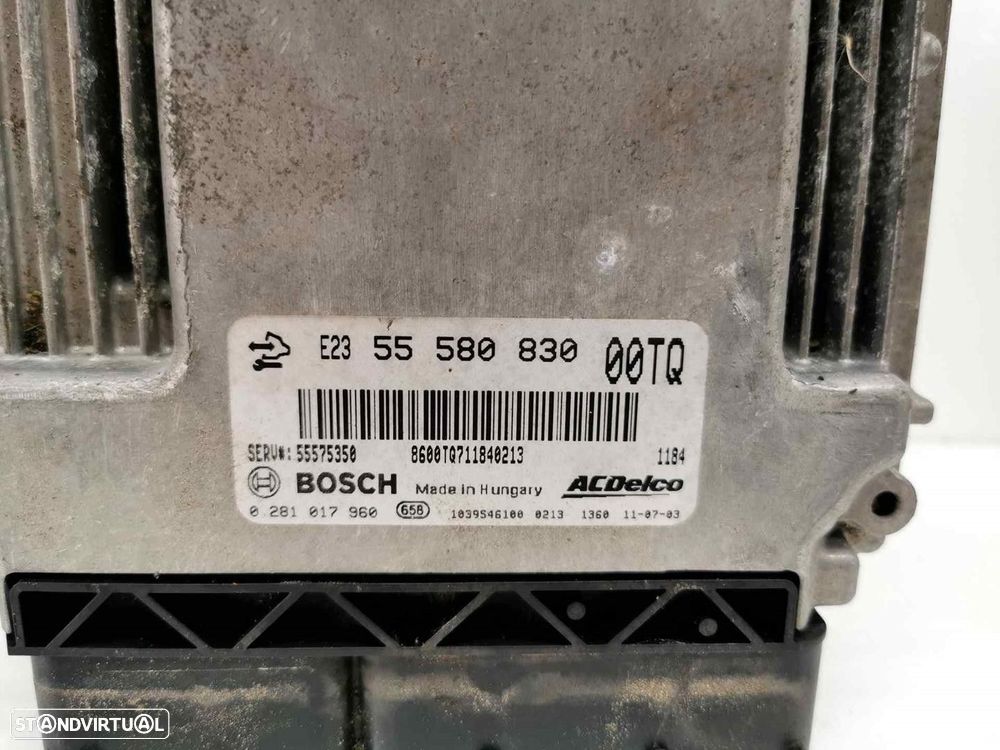 E23 55 580 830 00TQ
SERV#: 55575350 8600TQ711840213 1184
BOSCH Made in Hungary ACDelco
0 281 017 960 658 1039S46100 0213 1360 11-07-03
STANDVIRTUAL